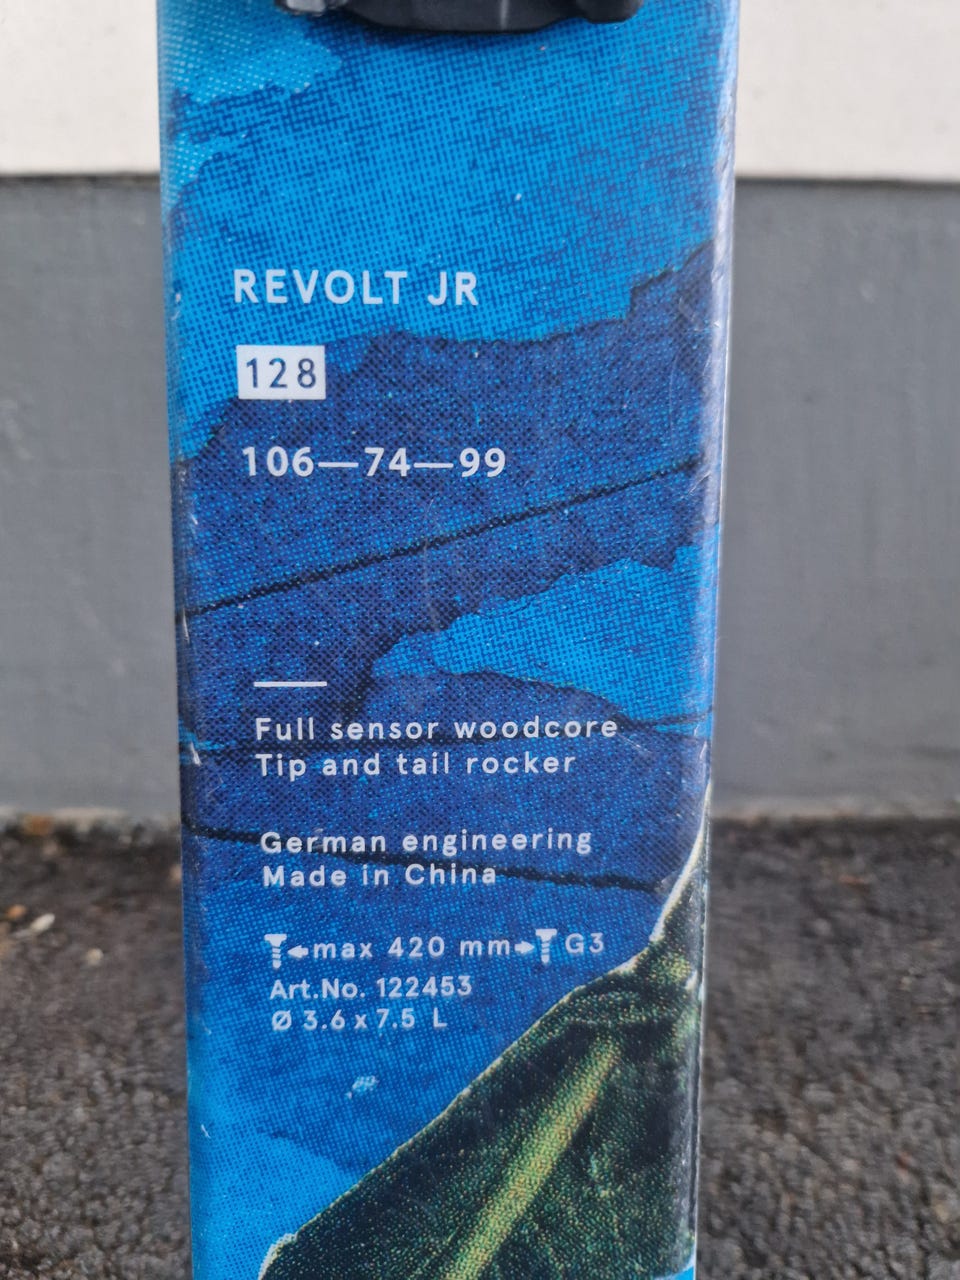 REVOLT JR
128
106—74—99
Full sensor woodcore
Tip and tail rocker
German engineering
Made in China
max 420 mm G3
Art.No. 122453
Ø 3.6 x 7.5 L